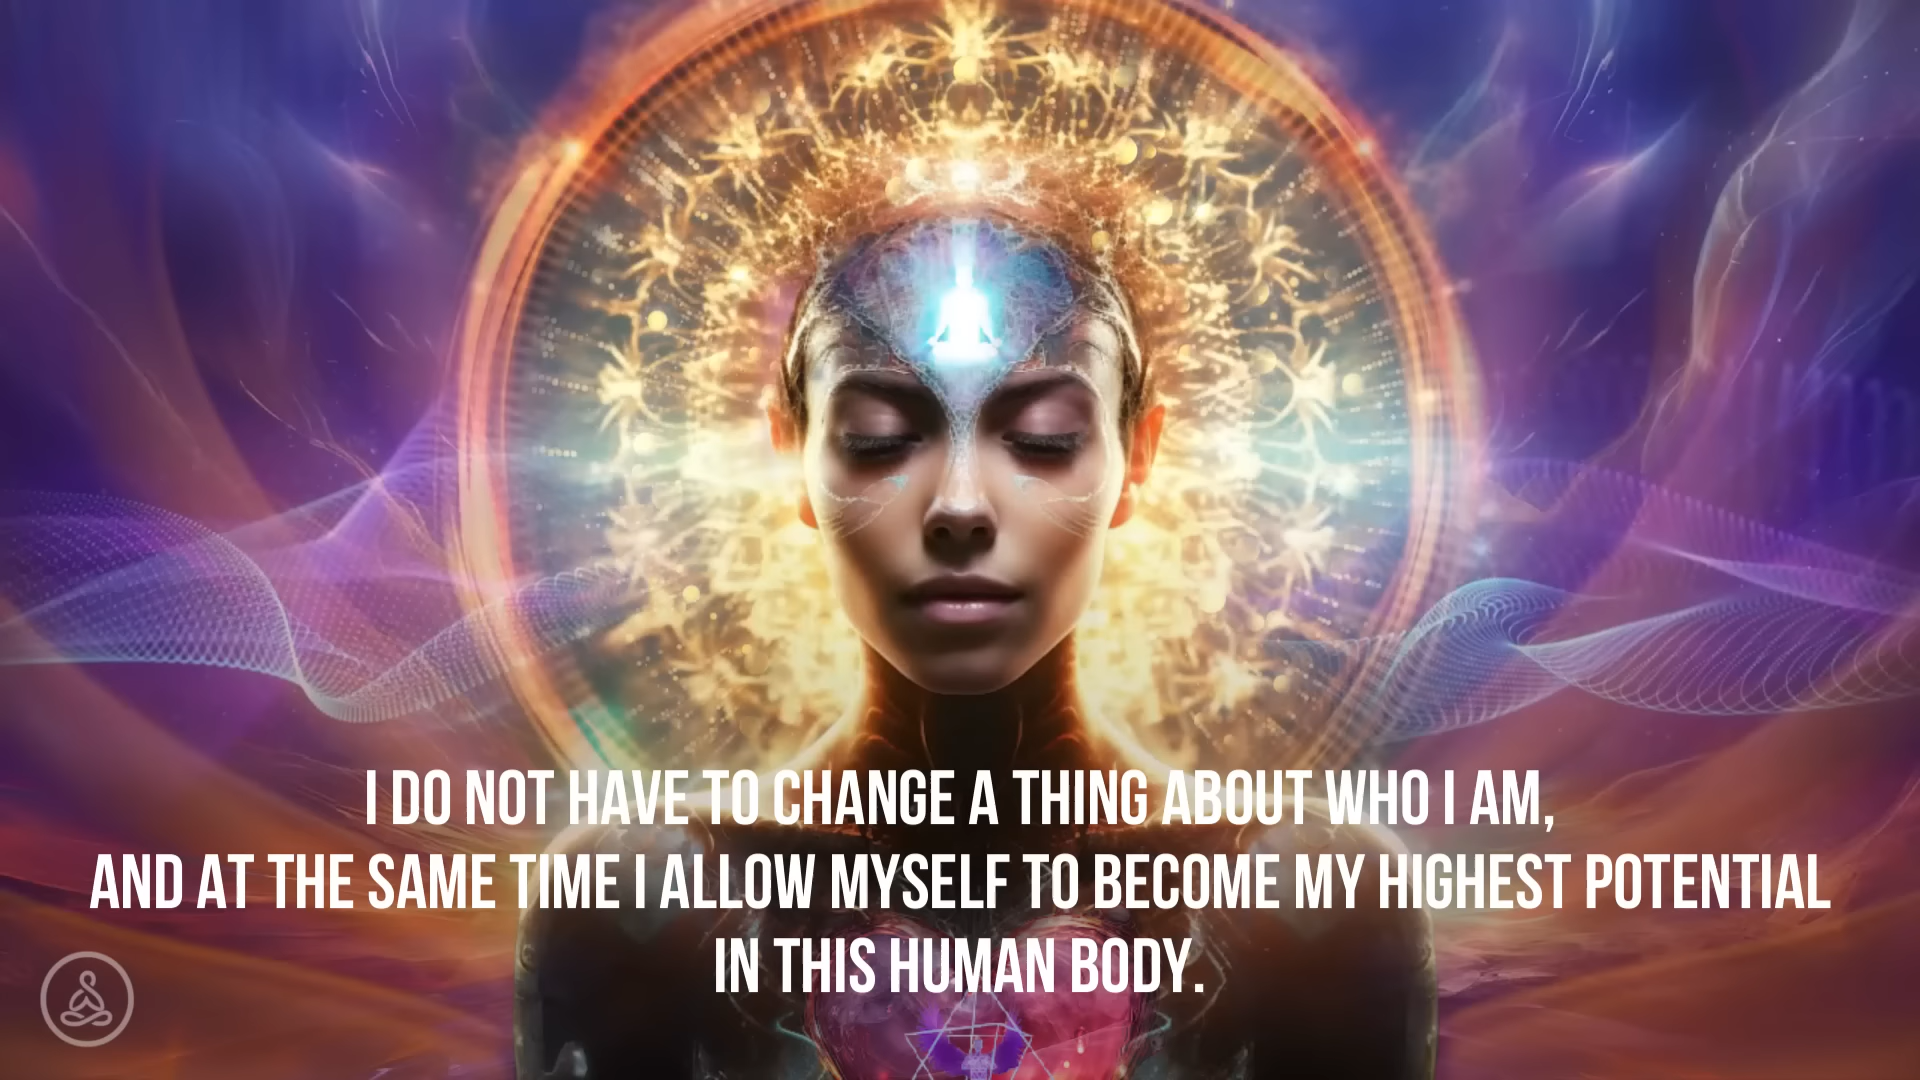 I DO NOT HAVE TO CHANGE A THING ABOUT WHO I AM,
AND AT THE SAME TIME I ALLOW MYSELF TO BECOME MY HIGHEST POTENTIAL
IN THIS HUMAN BODY.